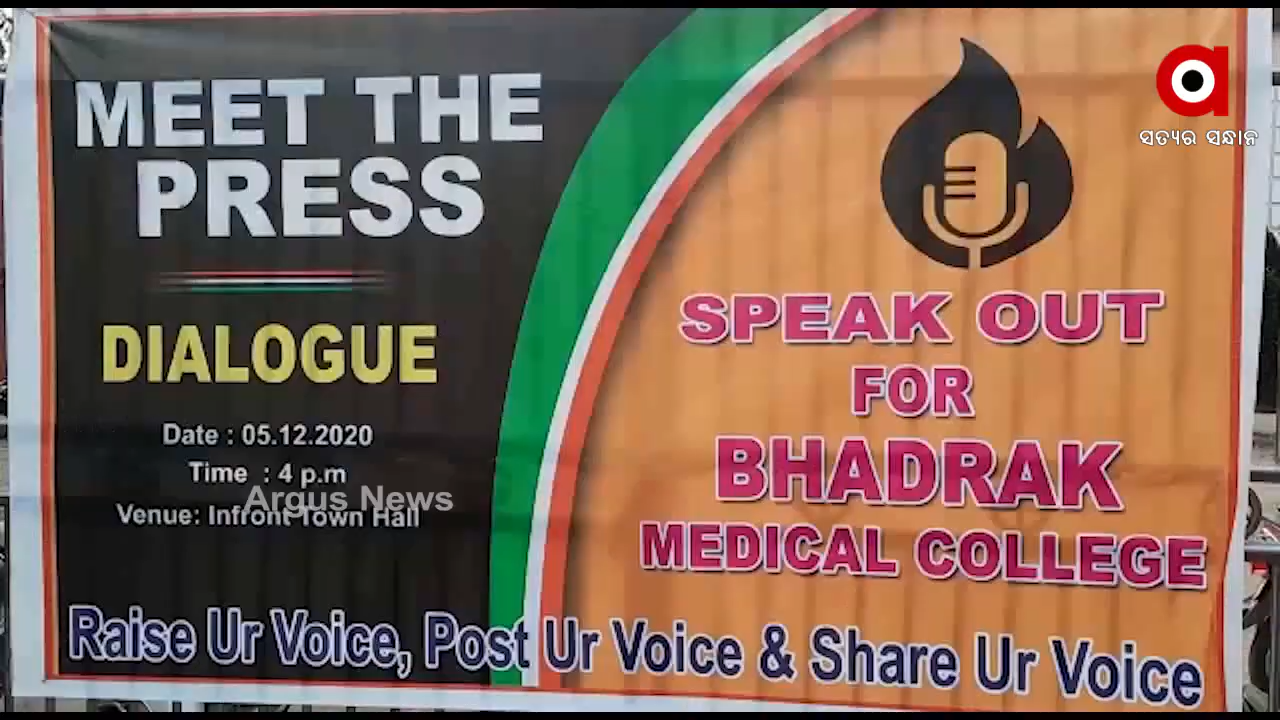 MEET THE
PRESS
DIALOGUE
Date : 05.12.2020
Time : 4 p.m
Venue: Infront Town Hall
Argus News
ସତ୍ୟର ସନ୍ଧାନ
SPEAK OUT
FOR
BHADRAK
MEDICAL COLLEGE
Raise Ur Voice, Post Ur Voice & Share Ur Voice